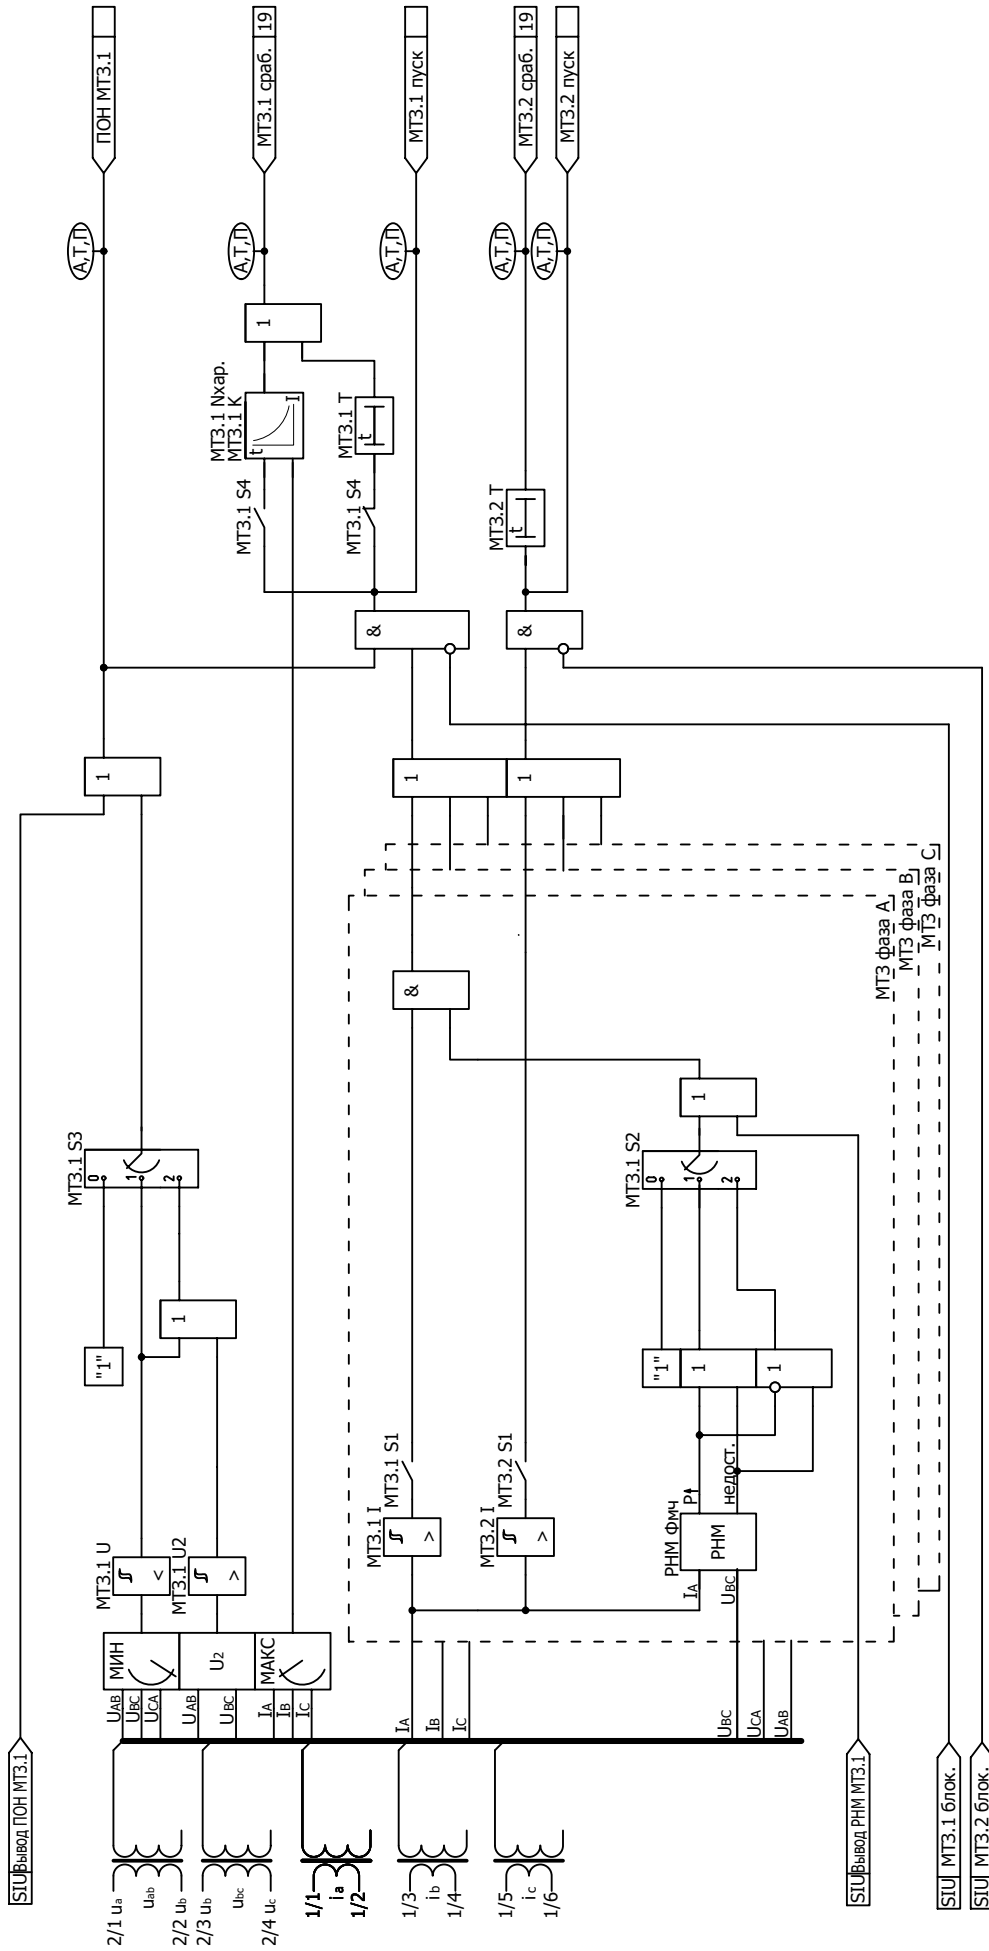 ПОН МТЗ.1
МТЗ.1 сраб. 19
МТЗ.1 пуск
МТЗ.2 сраб. 19
МТЗ.2 пуск
А,Т,П
А,Т,П
А,Т,П
А,Т,П
А,Т,П
1
МТЗ.1 Nхар.
МТЗ.1 К
t
I
МТЗ.1 Т
t
МТЗ.1 S4
МТЗ.1 S4
МТЗ.2 Т
t
&
&
1
1
1
МТЗ фаза А
МТЗ фаза В
МТЗ фаза С
&
1
МТЗ.1 S3
0
1
2
МТЗ.1 S2
0
1
2
"1"
1
"1"
1
1
МТЗ.1 S1
МТЗ.2 S1
МТЗ.1 U
<
МТЗ.1 U2
>
МТЗ.1 I
>
МТЗ.2 I
>
РНМ Фмч
РНМ
P
недост.
IA
UBC
МИН
U2
МАКС
UAB
UBC
UCA
UAB
UBC
IA
IB
IC
IA
IB
IC
UBC
UCA
UAB
SIU Вывод ПОН МТЗ.1
SIU Вывод РНМ МТЗ.1
SIU МТЗ.1 блок.
SIU МТЗ.2 блок.
2/1 ua
uab
2/2 ub
2/3 ub
ubc
2/4 uc
1/1
ia
1/2
1/3
ib
1/4
1/5
ic
1/6